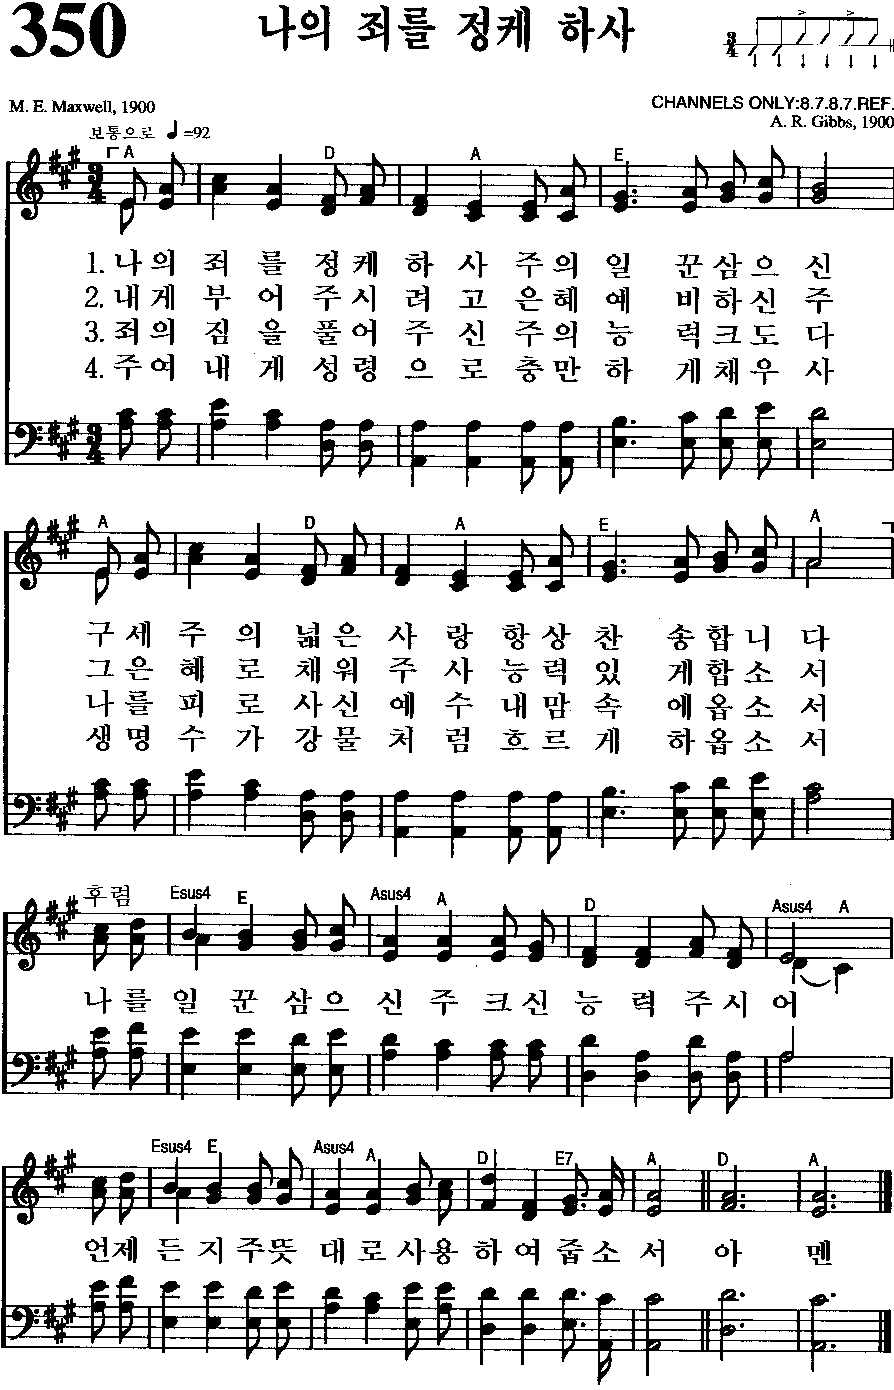 350 나의 죄를 정케 하사
M. E. Maxwell, 1900
CHANNELS ONLY:8.7.8.7.REF.
A. R. Gibbs, 1900
보통으로 ♩=92
A D A E
1. 나의 죄를 정케하사 주의 일꾼삼으신
2. 내게 부어 주시려고 은혜 예비하신 주
3. 죄의 짐을 풀어 주신 주의 능력크도다
4. 주여 내게 성령으로 충만하게채우사
A D A E A
구세주의 넓은 사랑 항상 찬송합니다
그은혜로 채워 주사 능력있게합소서
나를 피로 사신 예수 내맘 속에옵소서
생명수가 강물처럼 흐르게 하옵소서
후렴
Esus4 E Asus4 A D Asus4 A
나를 일꾼 삼으신 주 크신 능력 주시어
Esus4 E Asus4 A D E7 A D A
언제든지 주뜻대로 사용하여 줍소서 아멘